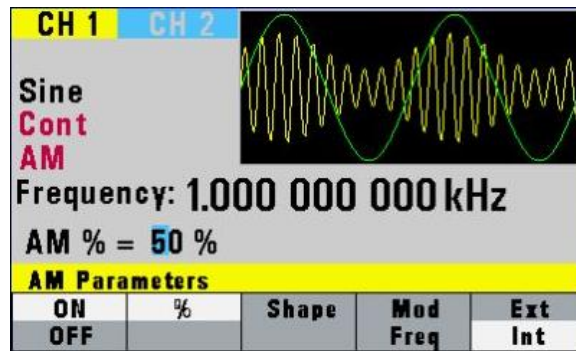 CH 1 CH 2
Sine
Cont
AM
Frequency: 1.000 000 000 kHz
AM % = 50 %
AM Parameters
ON % Shape Mod Ext
OFF Freq Int